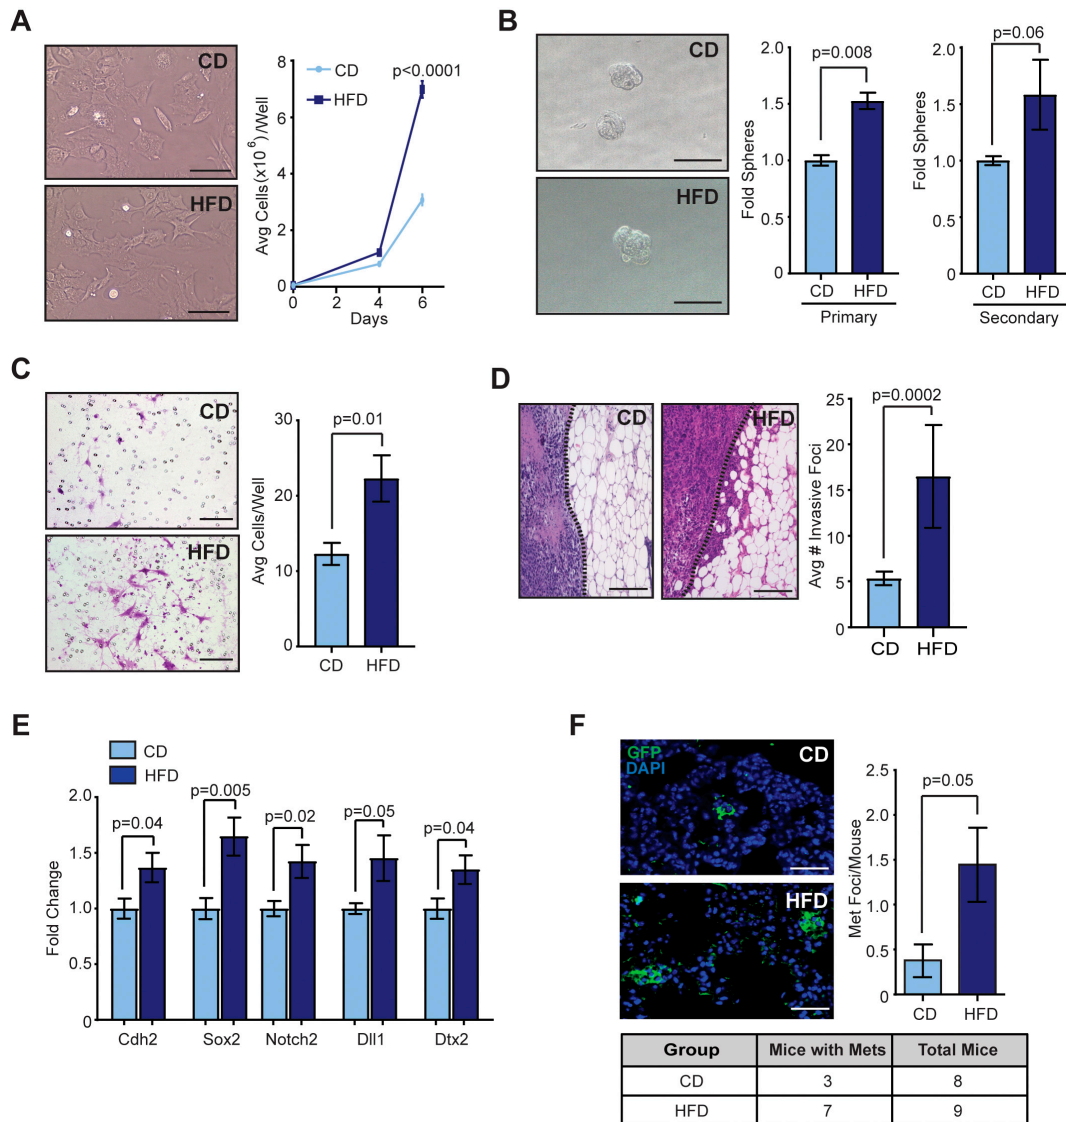 A
CD
HFD
Avg Cells(x10 6) /Well
8
6
4
2
0
0 2 4 6
Days
CD
HFD
p<0.0001
B
CD
HFD
Fold Spheres
2.0
1.5
1.0
0.5
0
p=0.008
CD HFD
Primary
Fold Spheres
2.0
1.5
1.0
0.5
0
p=0.06
CD HFD
Secondary
C
CD
HFD
Avg Cells/Well
30
20
10
0
p=0.01
CD HFD
D
CD
HFD
Avg # Invasive Foci
25
20
15
10
5
0
p=0.0002
CD HFD
E
CD
HFD
Fold Change
2.0
1.5
1.0
0.5
0
p=0.04
p=0.005
p=0.02
p=0.05
p=0.04
Cdh2 Sox2 Notch2 Dll1 Dtx2
F
GFP
DAPI
CD
HFD
Met Foci/Mouse
2.5
2.0
1.5
1.0
0.5
0
p=0.05
CD HFD
Group Mice with Mets Total Mice
CD 3 8
HFD 7 9